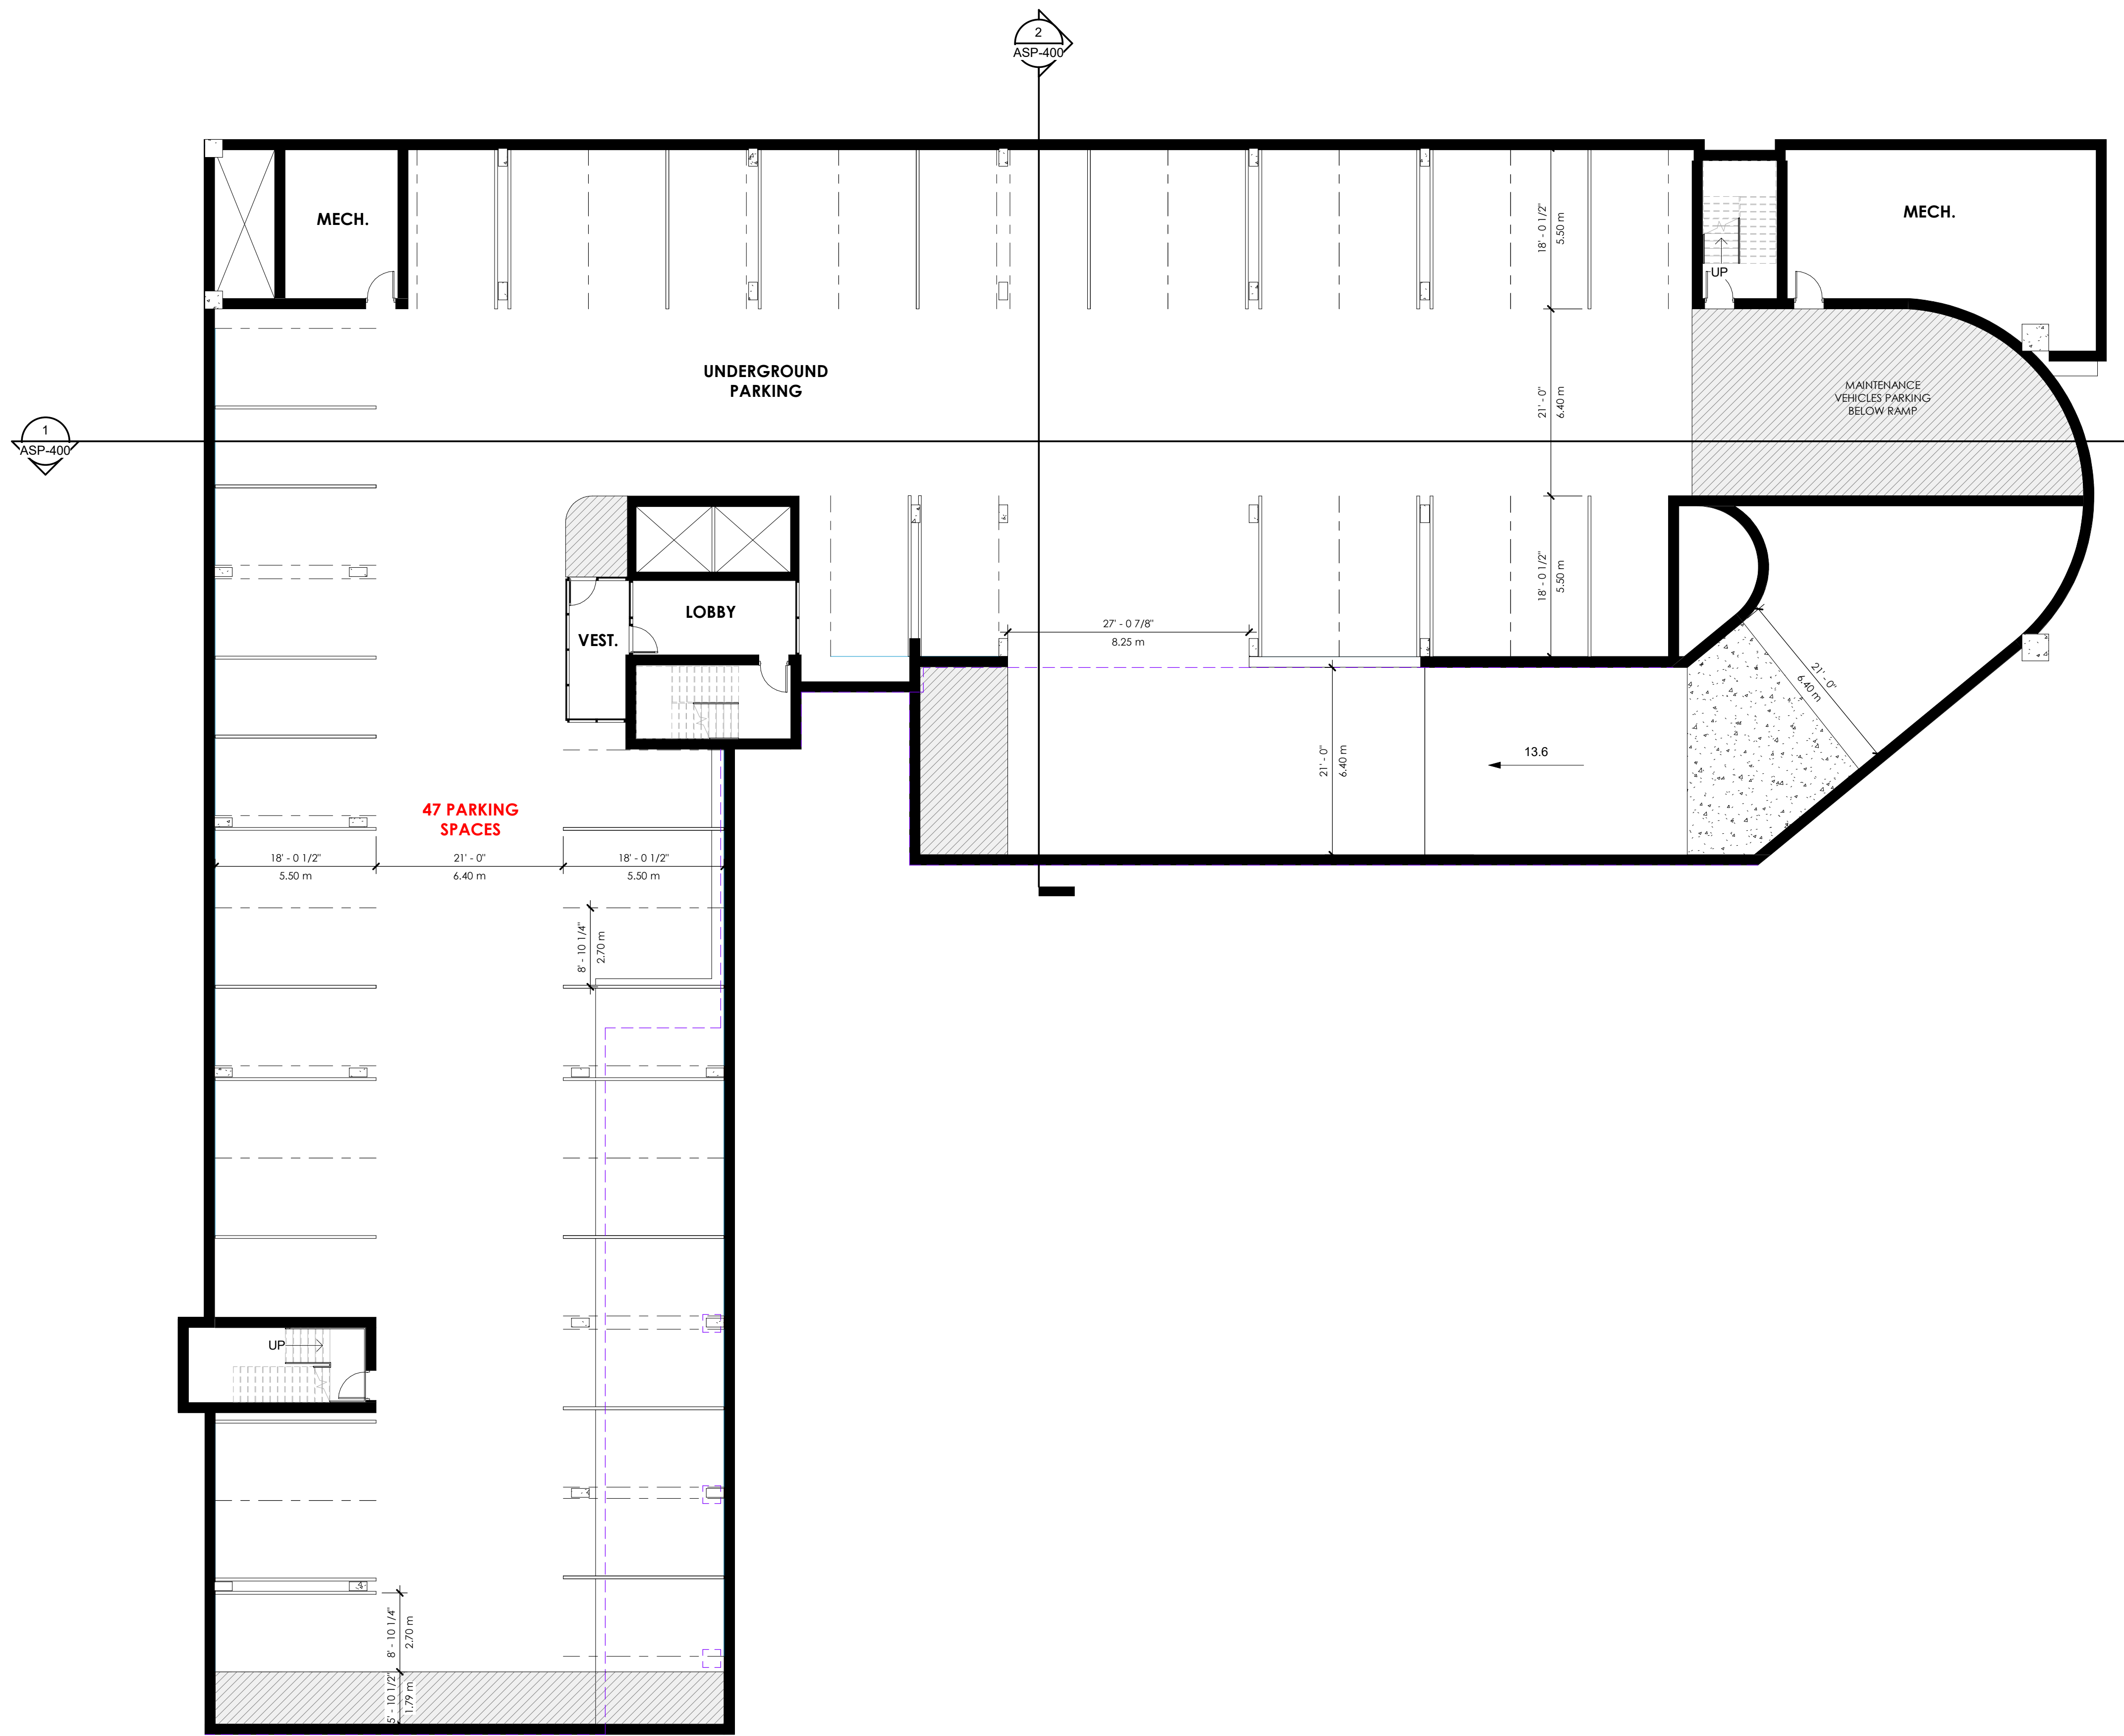 2
ASP-400
MECH.
MECH.
18' - 0 1/2"
5.50 m
UP
UNDERGROUND
PARKING
21' - 0"
6.40 m
MAINTENANCE
VEHICLES PARKING
BELOW RAMP
1
ASP-400
18' - 0 1/2"
5.50 m
LOBBY
VEST.
27' - 0 7/8"
8.25 m
21' - 0"
6.40 m
21' - 0"
6.40 m
13.6
47 PARKING
SPACES
18' - 0 1/2"
5.50 m
21' - 0"
6.40 m
18' - 0 1/2"
5.50 m
8' - 10 1/4"
2.70 m
UP
8' - 10 1/4"
2.70 m
5' - 10 1/2"
1.79 m